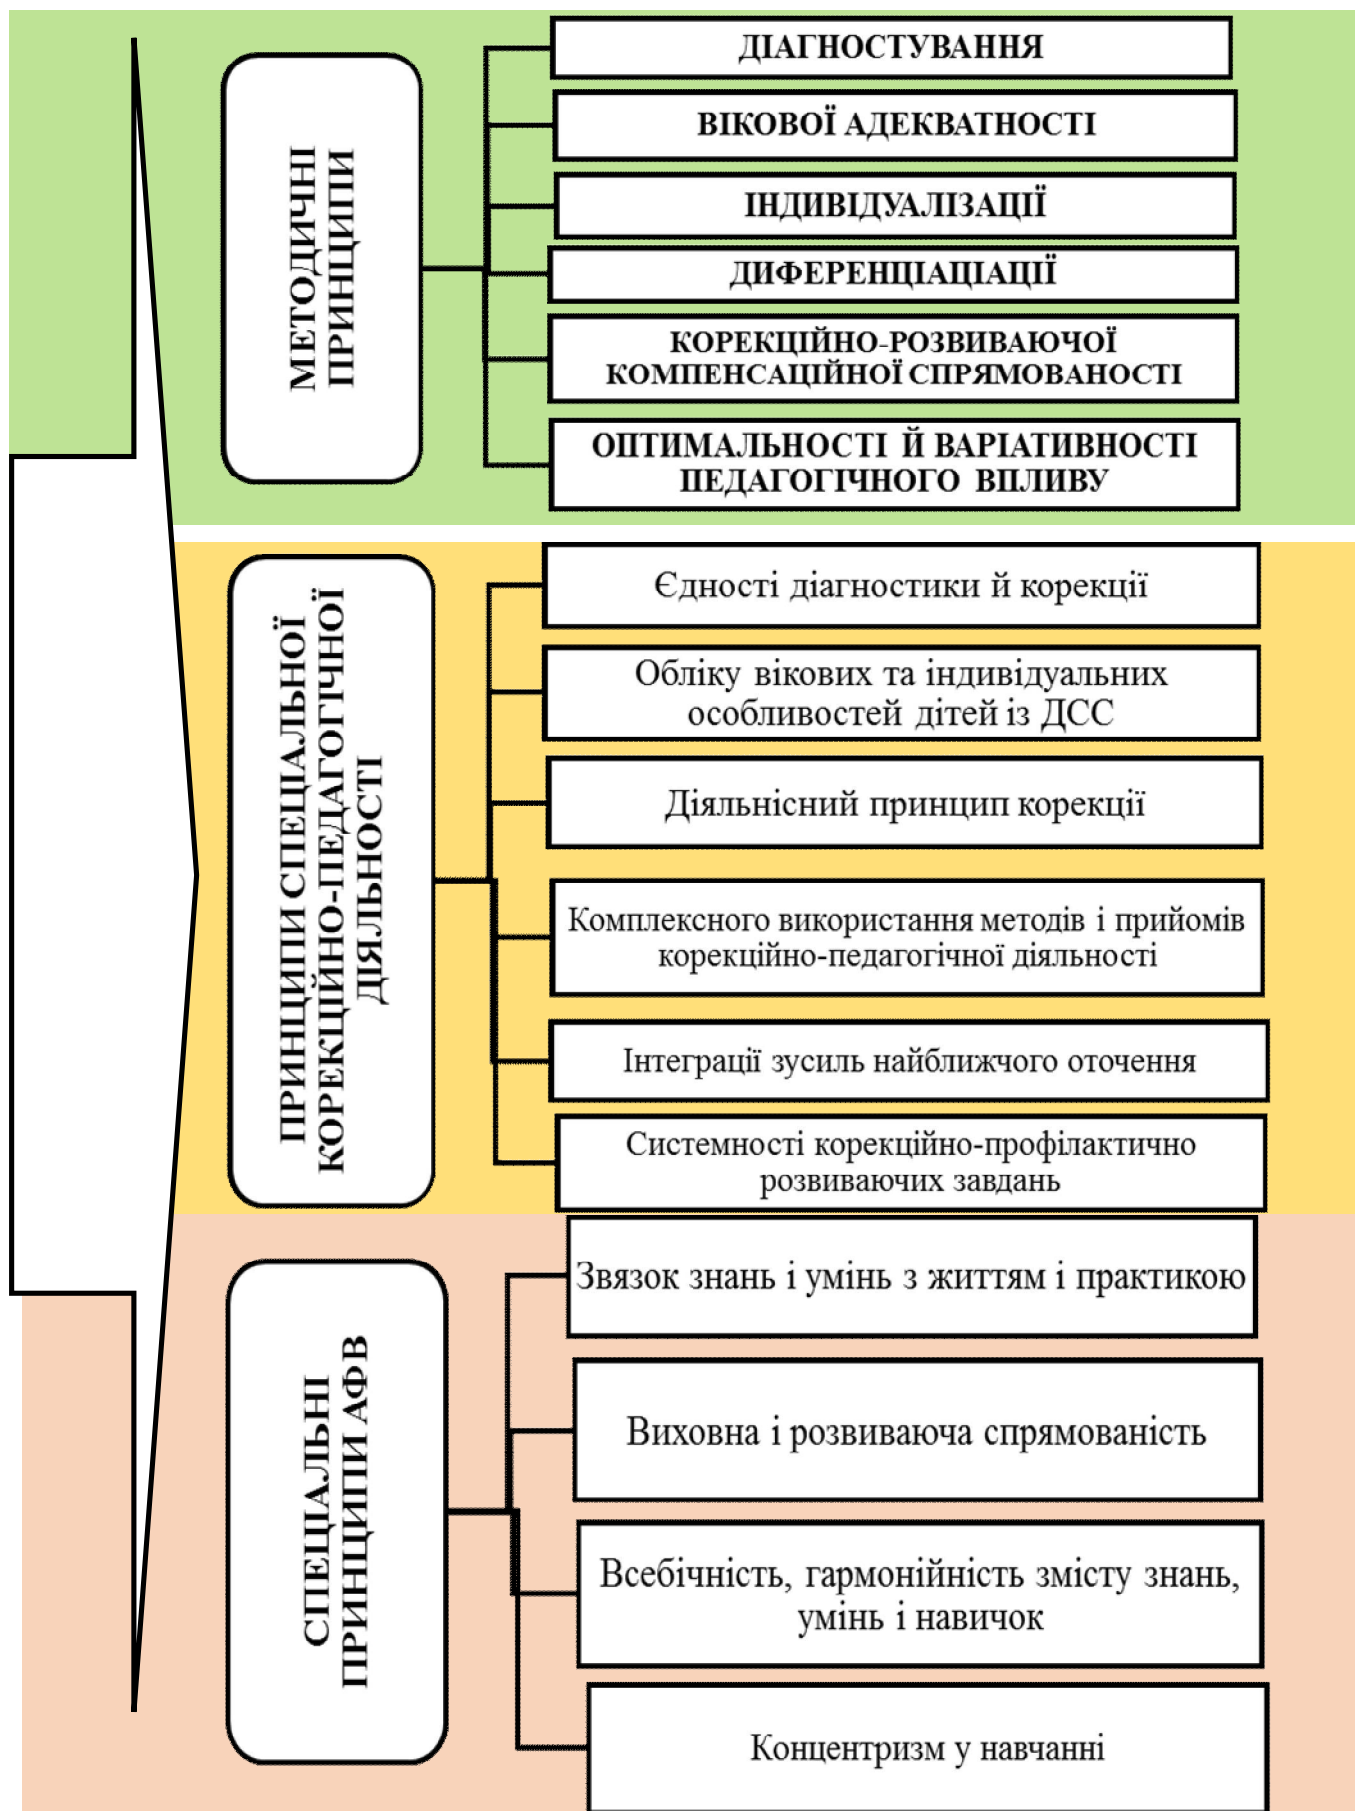 МЕТОДИЧНІ
ПРИНЦИПИ
ДІАГНОСТУВАННЯ
ВІКОВОЇ АДЕКВАТНОСТІ
ІНДИВІДУАЛІЗАЦІЇ
ДИФЕРЕНЦІАЦІАЦІЇ
КОРЕКЦІЙНО-РОЗВИВАЮЧОЇ
КОМПЕНСАЦІЙНОЇ СПРЯМОВАНОСТІ
ОПТИМАЛЬНОСТІ Й ВАРІАТИВНОСТІ
ПЕДАГОГІЧНОГО ВПЛИВУ
ПРИНЦИПИ СПЕЦІАЛЬНОЇ
КОРЕКЦІЙНО-ПЕДАГОГІЧНОЇ
ДІЯЛЬНОСТІ
Єдності діагностики й корекції
Обліку вікових та індивідуальних
особливостей дітей із ДСС
Діяльнісний принцип корекції
Комплексного використання методів і прийомів
корекційно-педагогічної діяльності
Інтеграції зусиль найближчого оточення
Системності корекційно-профілактично
розвиваючих завдань
СПЕЦІАЛЬНІ
ПРИНЦИПИ АФВ
Звязок знань і умінь з життям і практикою
Виховна і розвиваюча спрямованість
Всебічність, гармонійність змісту знань,
умінь і навичок
Концентризм у навчанні